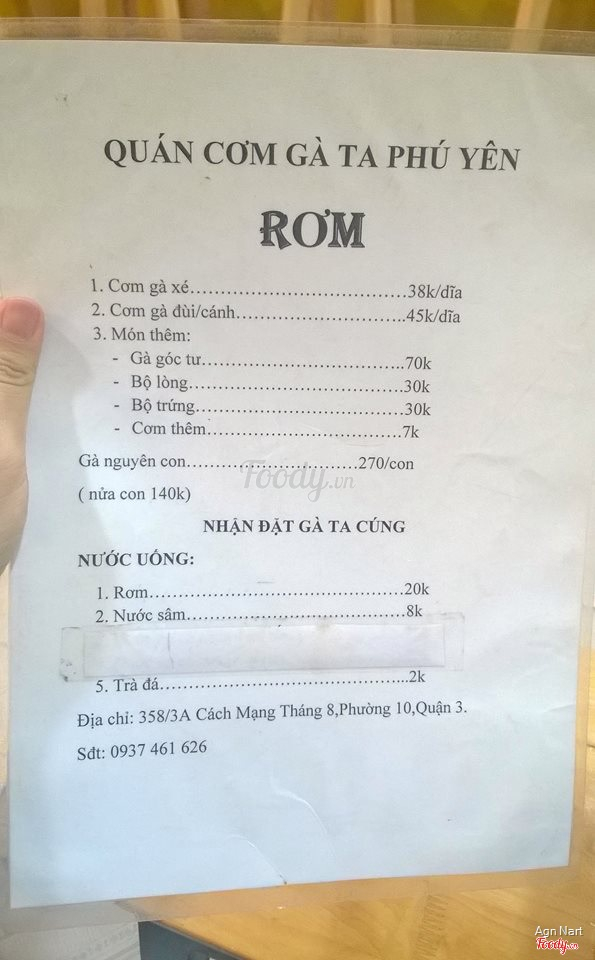 QUÁN CƠM GÀ TA PHÚ YÊN
RƠM
1. Cơm gà xé.......................................38k/dĩa
2. Cơm gà đùi/cánh..............................45k/dĩa
3. Món thêm:
- Gà góc tư....................................70k
- Bộ lòng.......................................30k
- Bộ trứng......................................30k
- Cơm thêm...................................7k
Gà nguyên con..............................270/con
( nửa con 140k)
Foody.vn
NHẬN ĐẶT GÀ TA CÚNG
NƯỚC UỐNG:
1. Rơm.............................................20k
2. Nước sâm......................................8k
5. Trà đá...........................................2k
Địa chỉ: 358/3A Cách Mạng Tháng 8,Phường 10,Quận 3.
Sđt: 0937 461 626
Agn Nart
Foody.vn